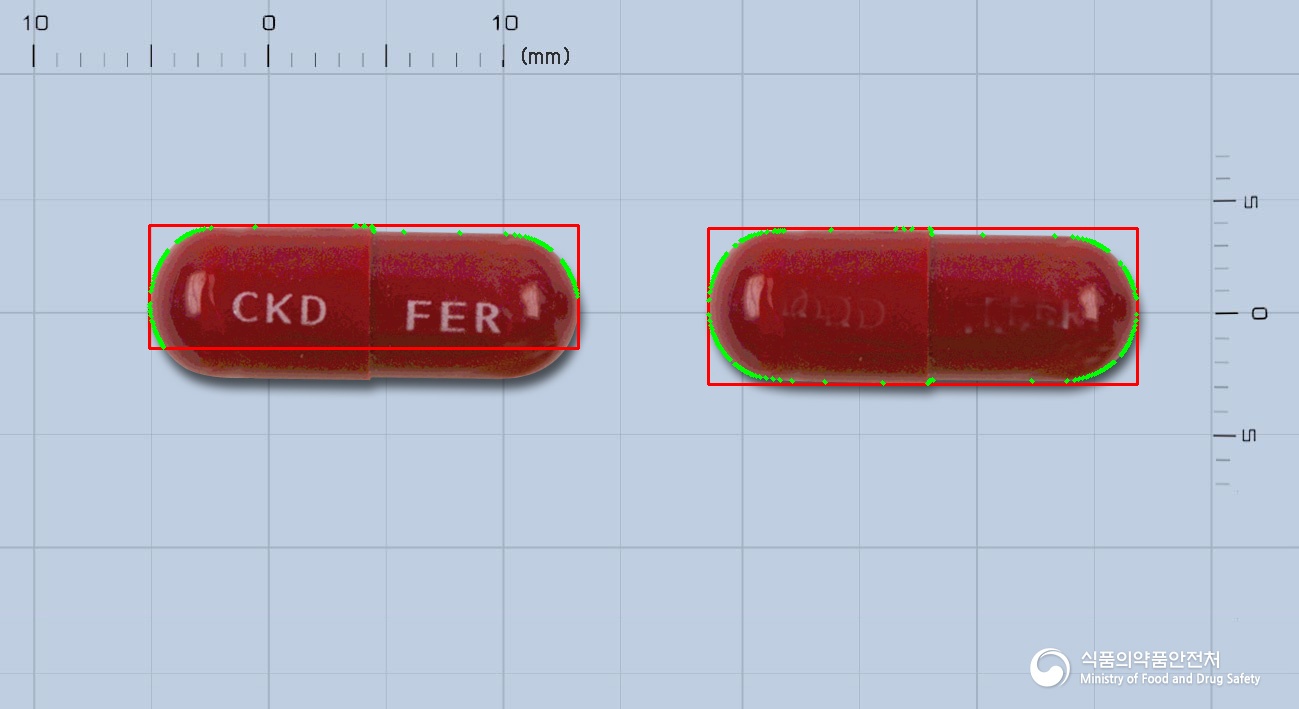 10 0 10
(mm)
CKD FER
5
0
5
식품의약품안전처
Ministry of Food and Drug Safety